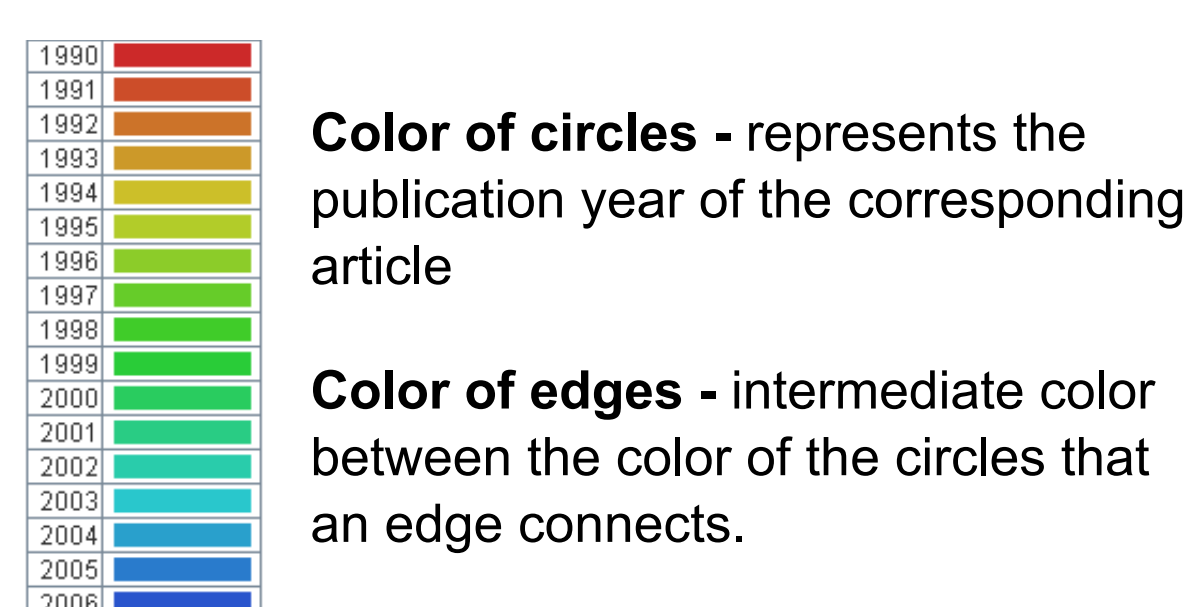 1990
1991
1992
1993
1994
1995
1996
1997
1998
1999
2000
2001
2002
2003
2004
2005
2006
Color of circles - represents the
publication year of the corresponding
article
Color of edges - intermediate color
between the color of the circles that
an edge connects.